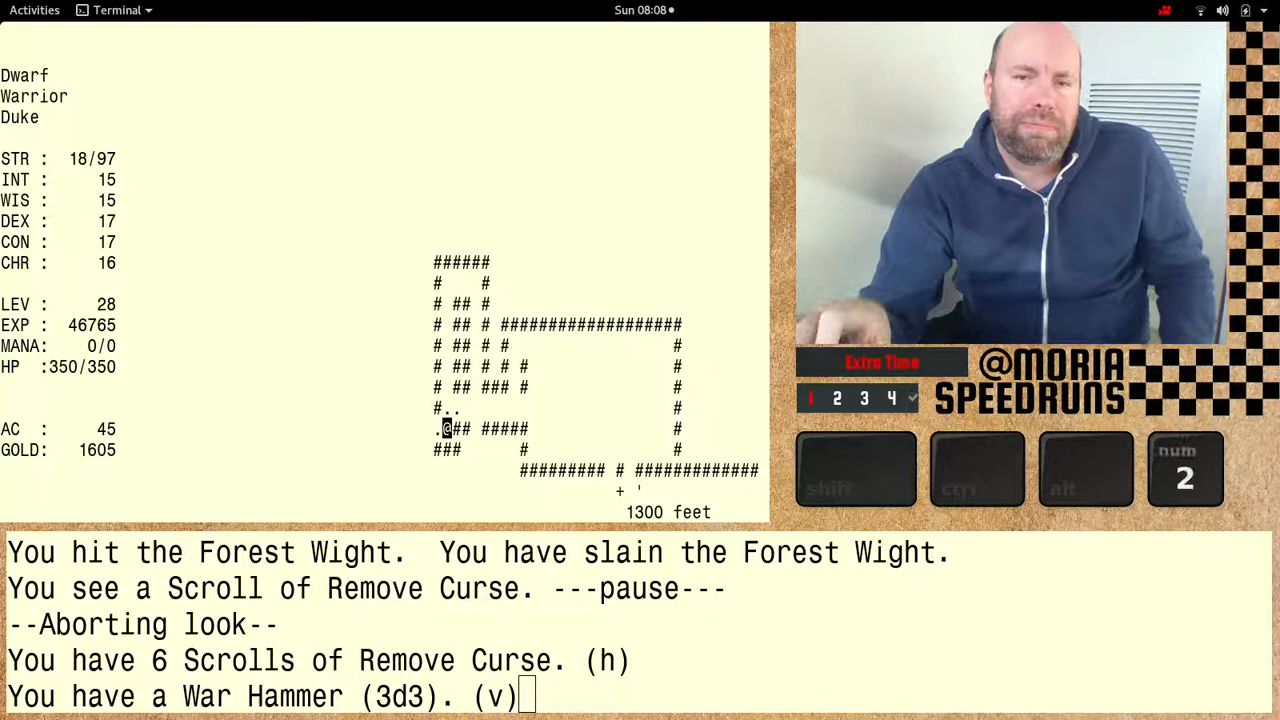 Activities Terminal Sun 08:08
Dwarf
Warrior
Duke
STR : 18/97
INT : 15
WIS : 15
DEX : 17
CON : 17
CHR : 16
LEV : 28
EXP : 46765
MANA: 0/0
HP :350/350
AC : 45
GOLD: 1605
######
# #
# ## #
# ## # ###################
# ## # # #
# ## # # # #
# ## ### # #
#.. #
.@## ##### #
### # #
######### # #############
+ '
1300 feet
Extra Time
1 2 3 4 ✓
@MORIA
SPEEDRUNS
shift
ctrl
alt
num
2
You hit the Forest Wight. You have slain the Forest Wight.
You see a Scroll of Remove Curse. ---pause---
--Aborting look--
You have 6 Scrolls of Remove Curse. (h)
You have a War Hammer (3d3). (v)